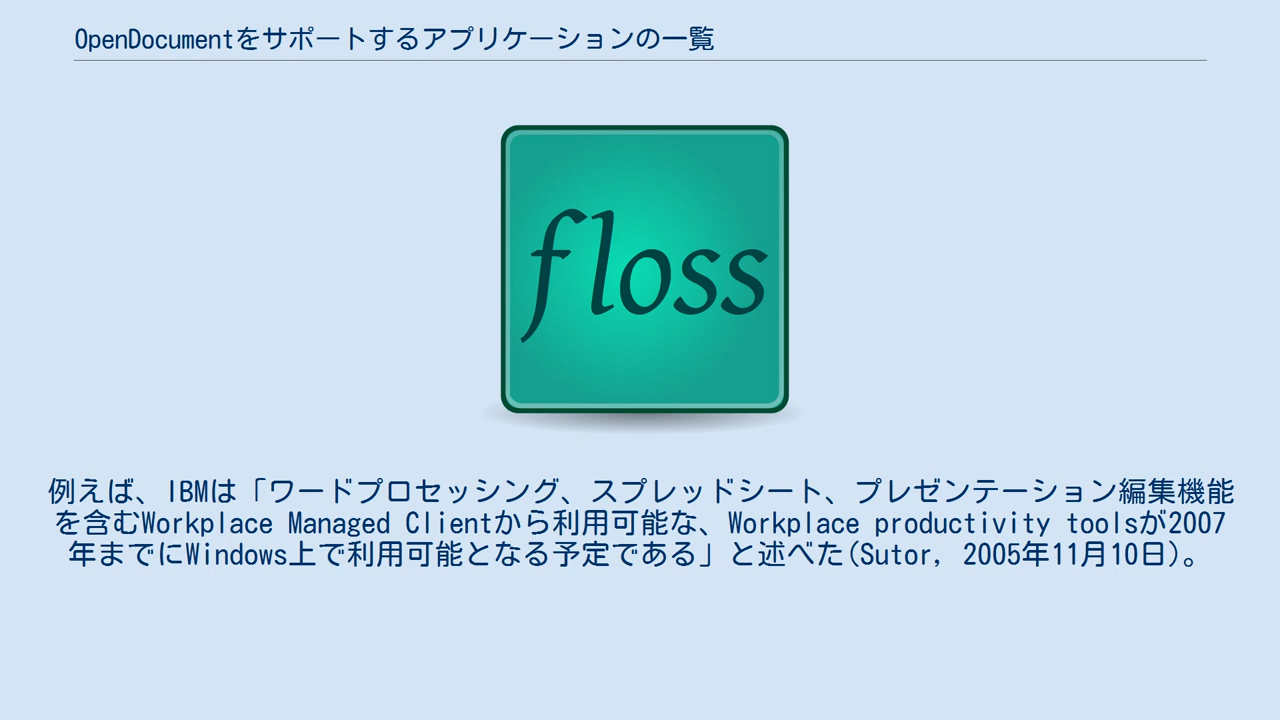 OpenDocumentをサポートするアプリケーションの一覧
floss
例えば、IBMは「ワードプロセッシング、スプレッドシート、プレゼンテーション編集機能
を含むWorkplace Managed Clientから利用可能な、Workplace productivity toolsが2007
年までにWindows上で利用可能となる予定である」と述べた(Sutor, 2005年11月10日)。